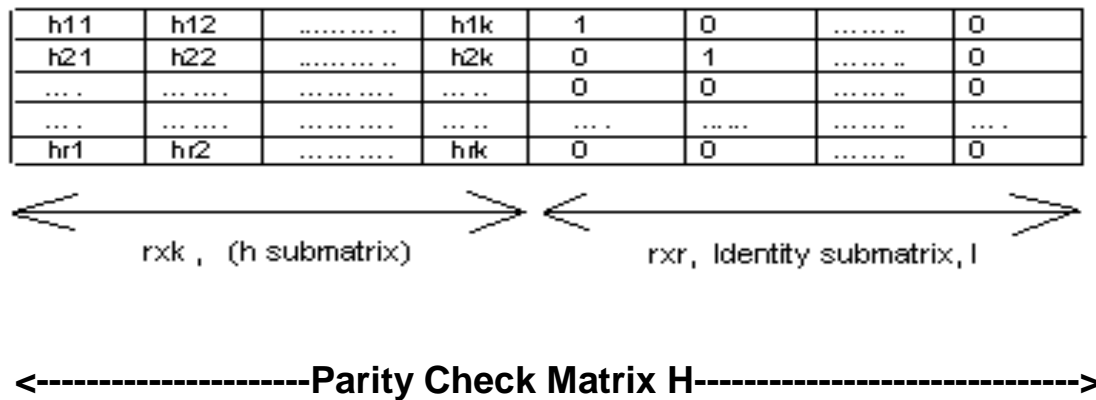 h11 h12 ........... h1k 1 0 ........ 0
h21 h22 ........... h2k 0 1 ........ 0
.... ....... .......... ..... 0 0 ........ 0
.... ....... .......... ..... .... ...... ........ ....
hr1 hr2 .......... hrk 0 0 ........ 0
rxk , (h submatrix) rxr, Identity submatrix, I
<----------------------Parity Check Matrix H--------------------------------->